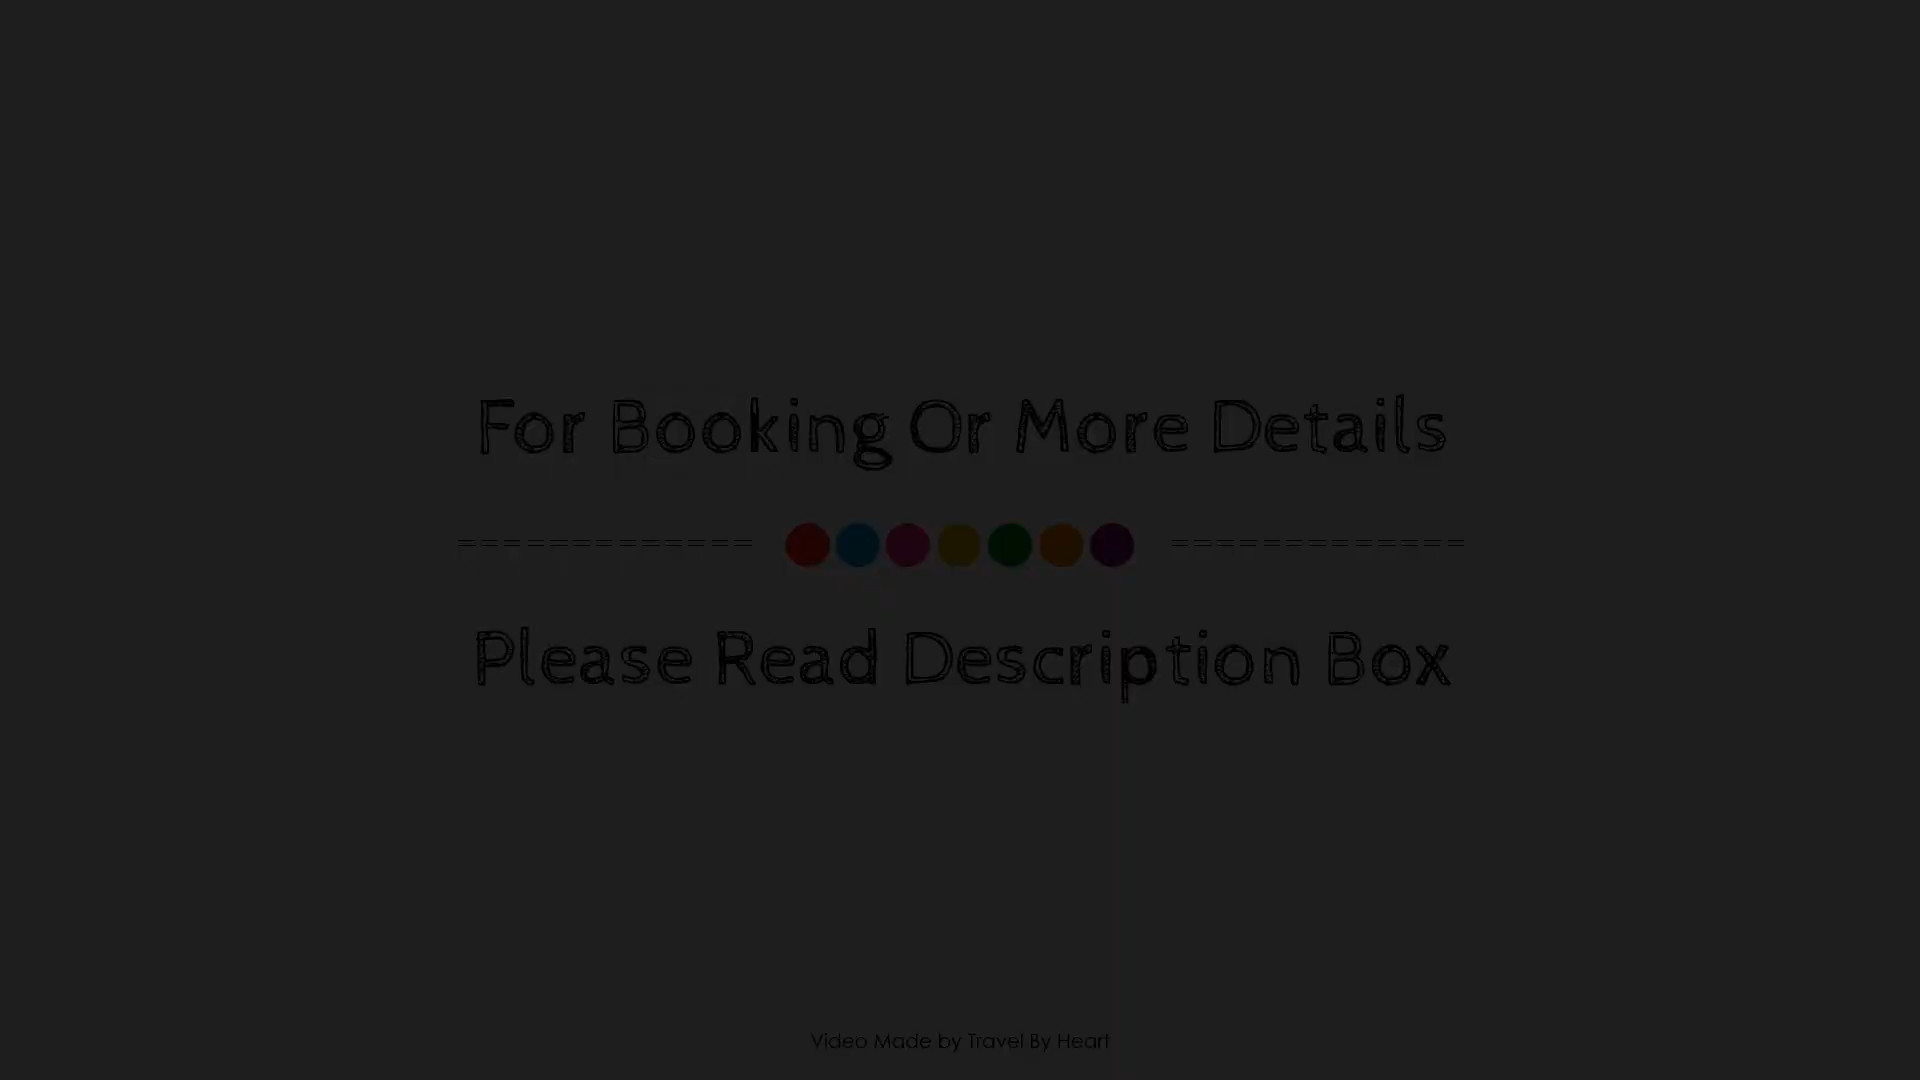 For Booking Or More Details
============= =============
Please Read Description Box
Video Made by Travel By Heart